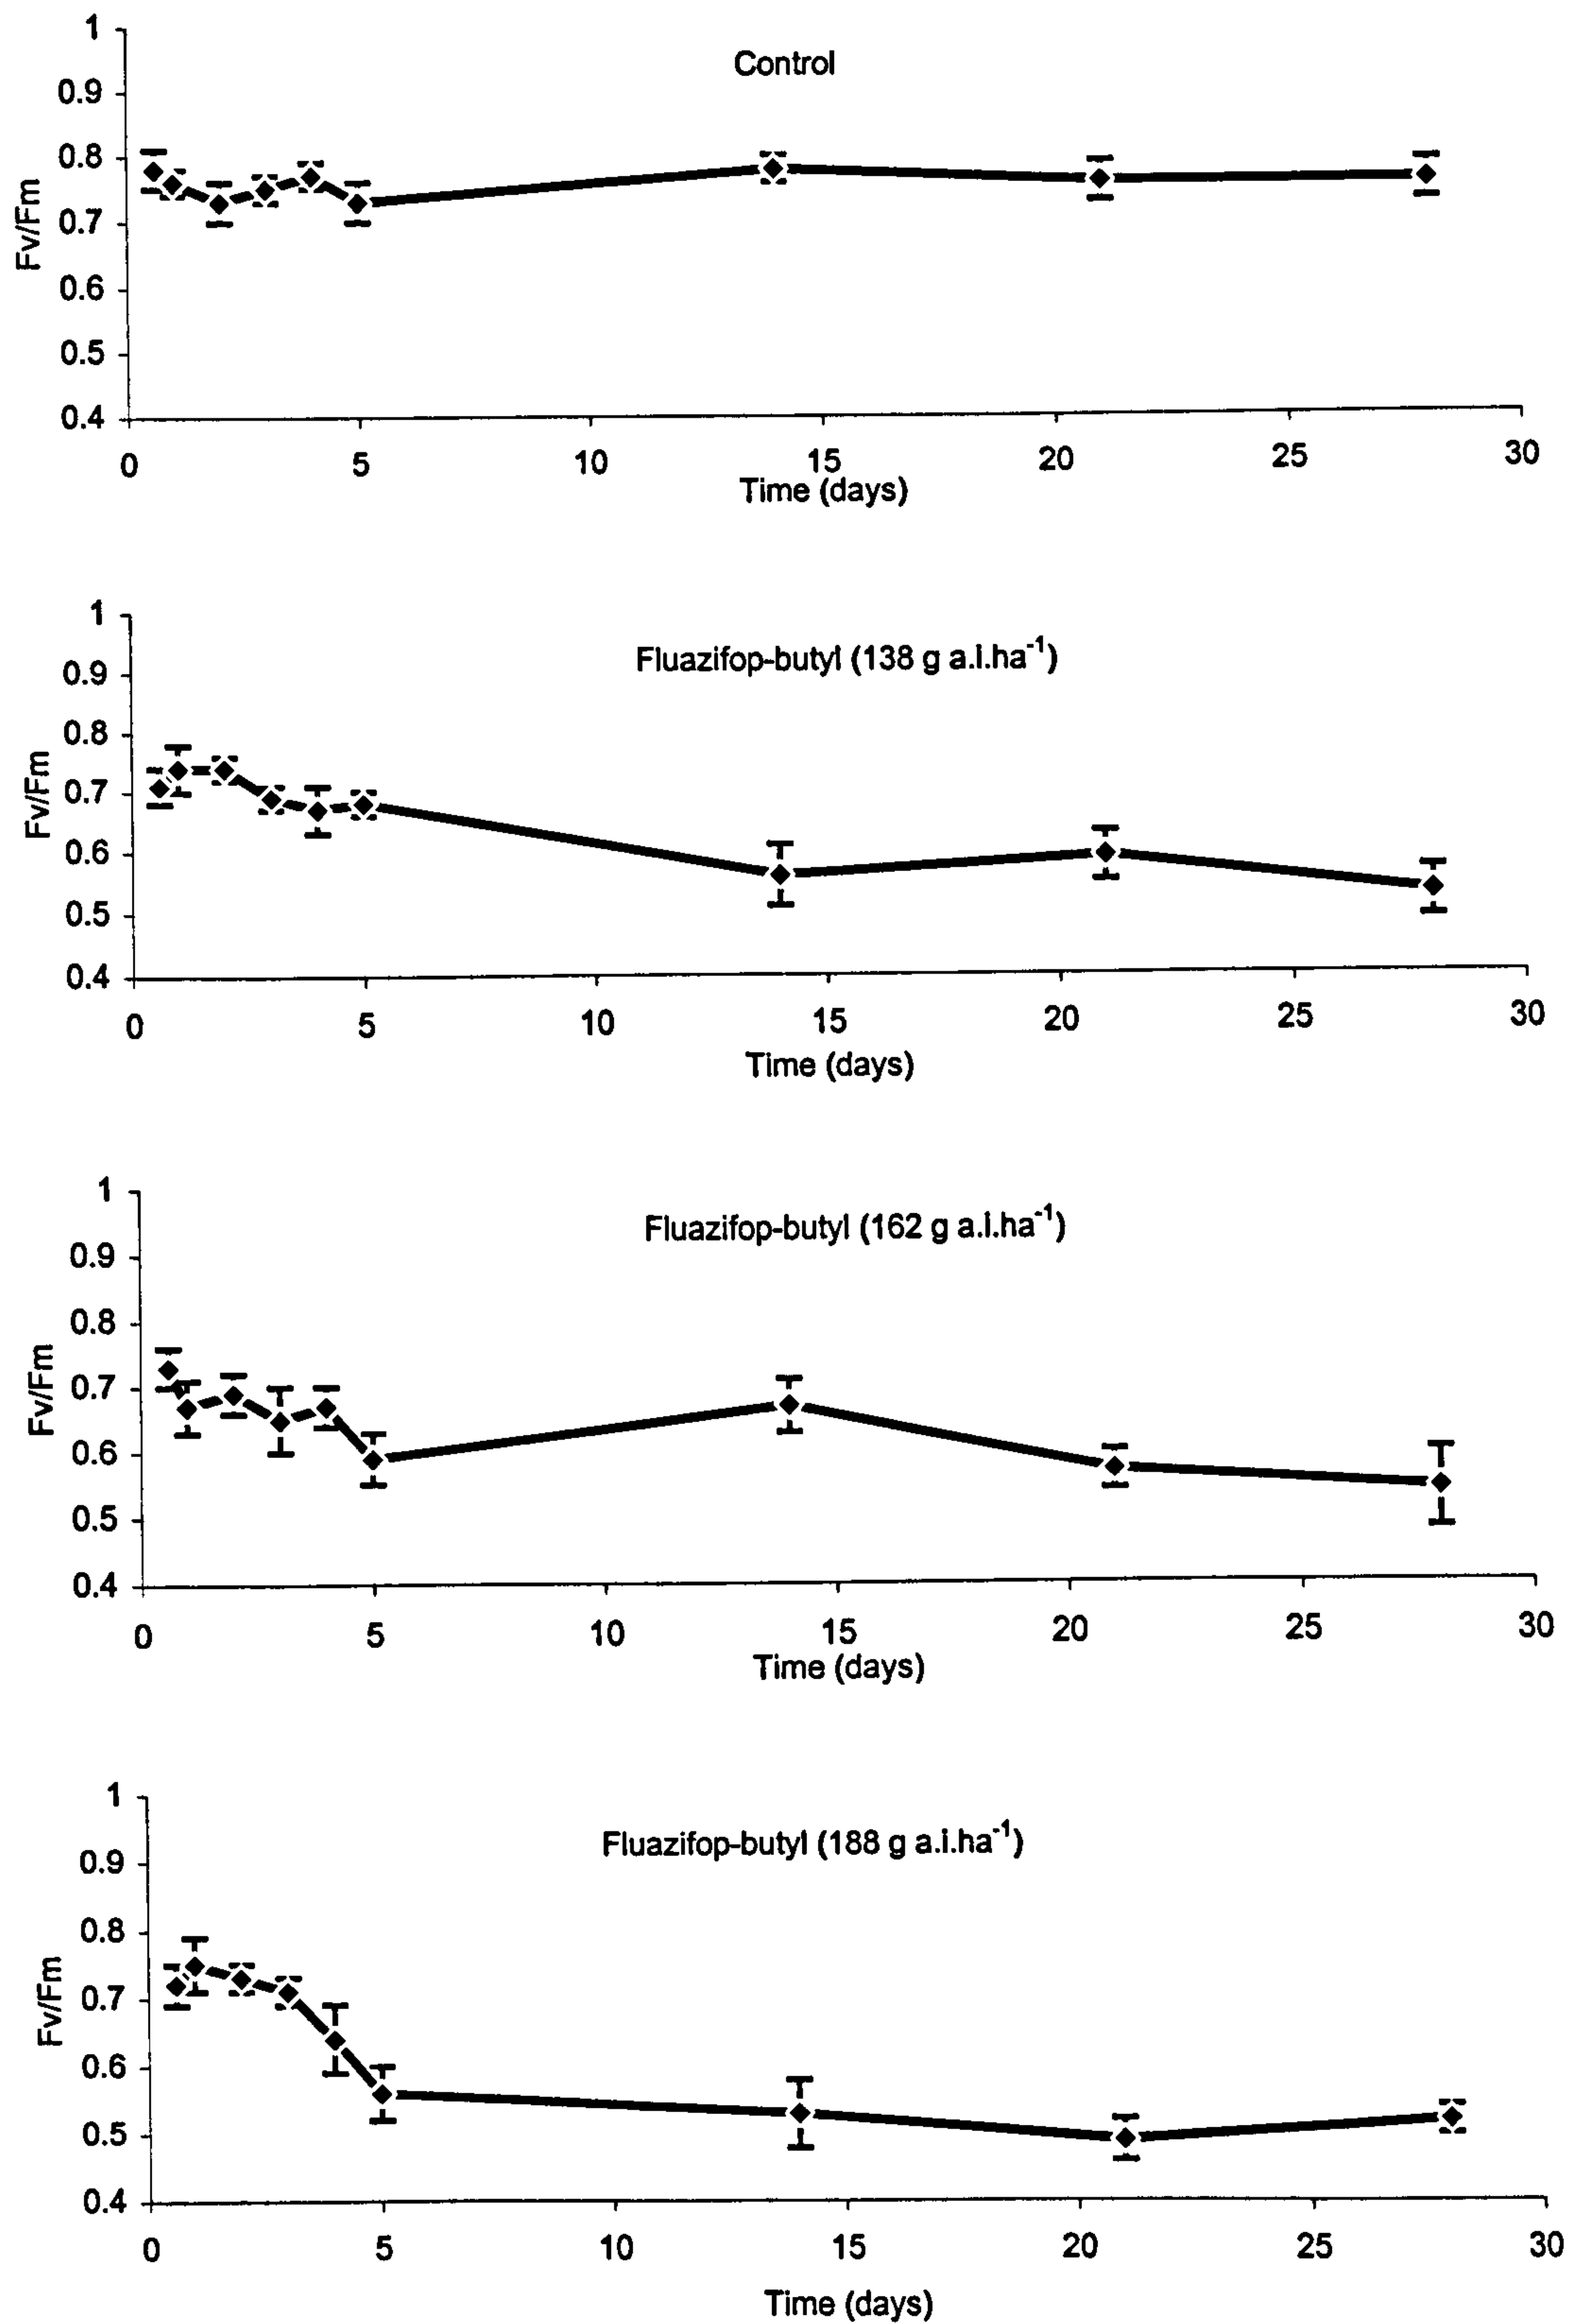 Control
Fv/Fm
1
0.9
0.8
0.7
0.6
0.5
0.4
0 5 10 15 20 25 30
Time (days)
Fluazifop-butyl (138 g a.i.ha⁻¹)
Fv/Fm
1
0.9
0.8
0.7
0.6
0.5
0.4
0 5 10 15 20 25 30
Time (days)
Fluazifop-butyl (162 g a.i.ha⁻¹)
Fv/Fm
1
0.9
0.8
0.7
0.6
0.5
0.4
0 5 10 15 20 25 30
Time (days)
Fluazifop-butyl (188 g a.i.ha⁻¹)
Fv/Fm
1
0.9
0.8
0.7
0.6
0.5
0.4
0 5 10 15 20 25 30
Time (days)